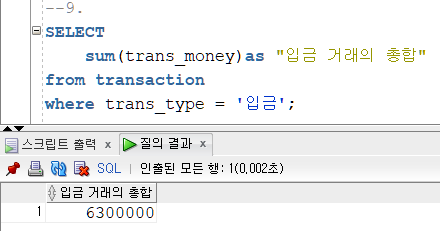 --9.
SELECT
sum(trans_money)as "입금 거래의 총합"
from transaction
where trans_type = '입금';
스크립트 출력 x 질의 결과 x
SQL | 인출된 모든 행: 1(0,002초)
입금 거래의 총합
1 6300000